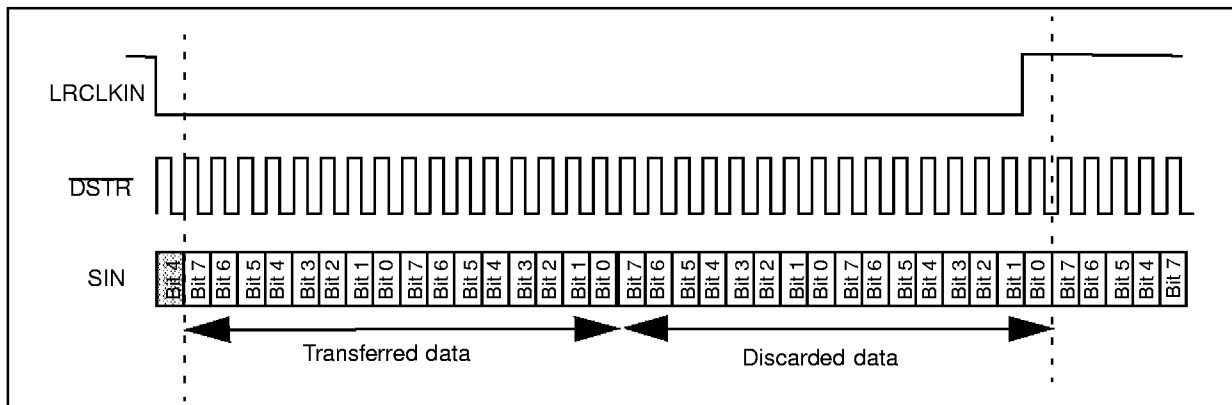 LRCLKIN
DSTR
SIN Bit 4 Bit 7 Bit 6 Bit 5 Bit 4 Bit 3 Bit 2 Bit 1 Bit 0 Bit 7 Bit 6 Bit 5 Bit 4 Bit 3 Bit 2 Bit 1 Bit 0 Bit 7 Bit 6 Bit 5 Bit 4 Bit 3 Bit 2 Bit 1 Bit 0 Bit 7 Bit 6 Bit 5 Bit 4 Bit 3 Bit 2 Bit 1 Bit 0 Bit 7 Bit 6 Bit 5 Bit 4 Bit 7
Transferred data
Discarded data